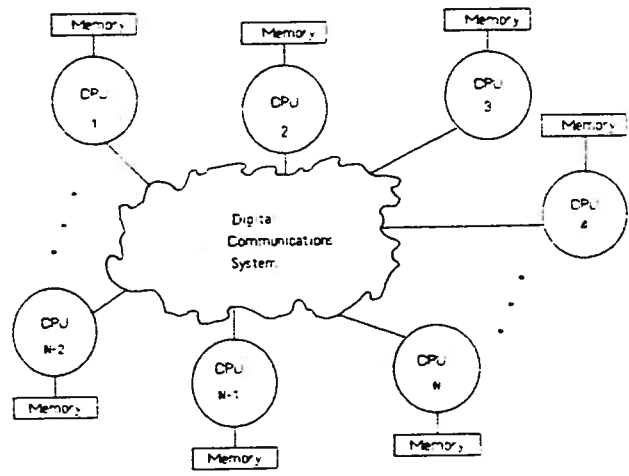 Memory
Memory
Memory
CPU
1
CPU
2
CPU
3
Memory
CPU
4
Digital
Communications
System
CPU
N-2
CPU
N-1
CPU
N
Memory
Memory
Memory